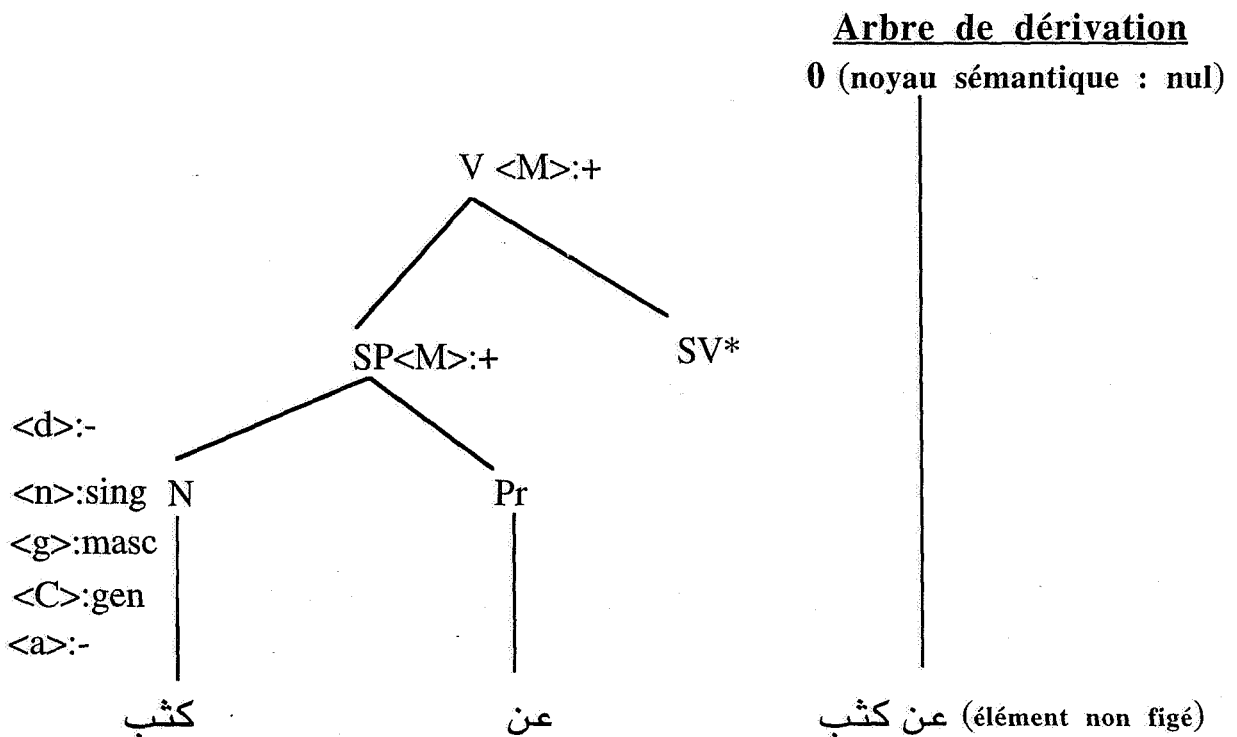 Arbre de dérivation
0 (noyau sémantique : nul)
V <M>:+
SP<M>:+
SV*
<d>:-
<n>:sing N
Pr
<g>:masc
<C>:gen
<a>:-
كثب
عن
عن كثب (élément non figé)